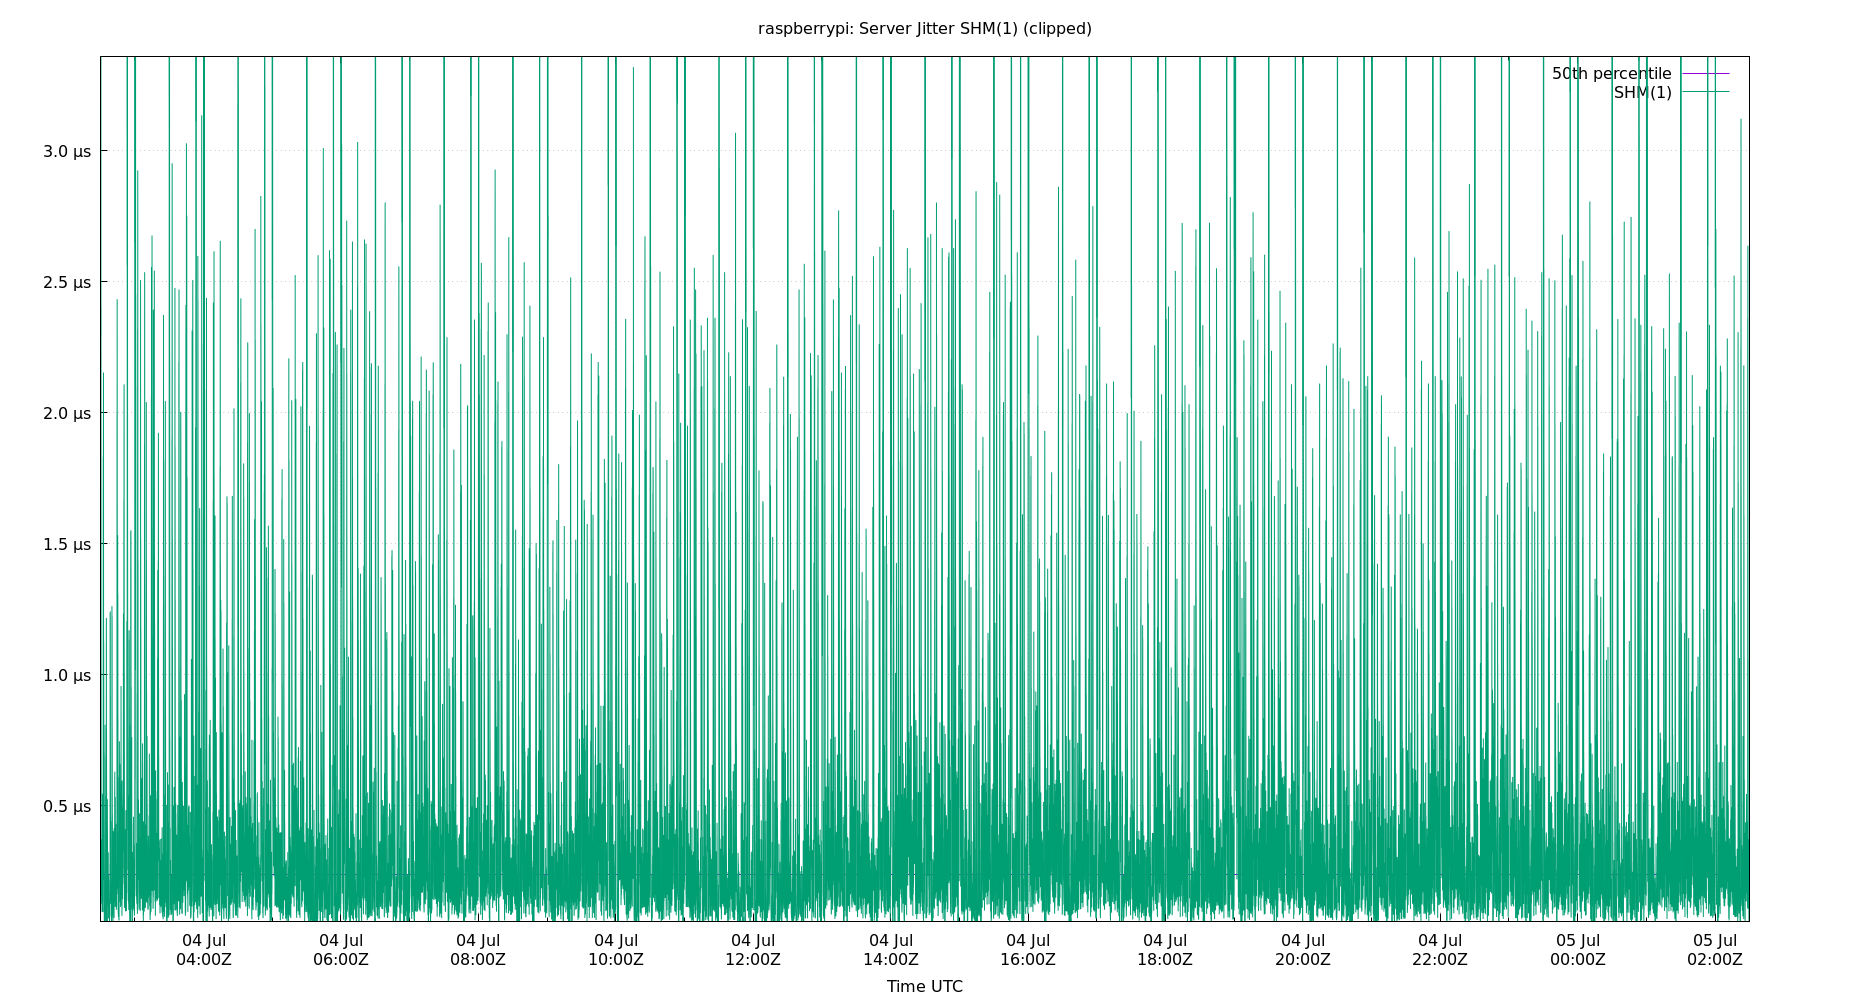 raspberrypi: Server Jitter SHM(1) (clipped)
50th percentile
SHM(1)
3.0 µs
2.5 µs
2.0 µs
1.5 µs
1.0 µs
0.5 µs
04 Jul 04 Jul 04 Jul 04 Jul 04 Jul 04 Jul 04 Jul 04 Jul 04 Jul 04 Jul 05 Jul 05 Jul
04:00Z 06:00Z 08:00Z 10:00Z 12:00Z 14:00Z 16:00Z 18:00Z 20:00Z 22:00Z 00:00Z 02:00Z
Time UTC